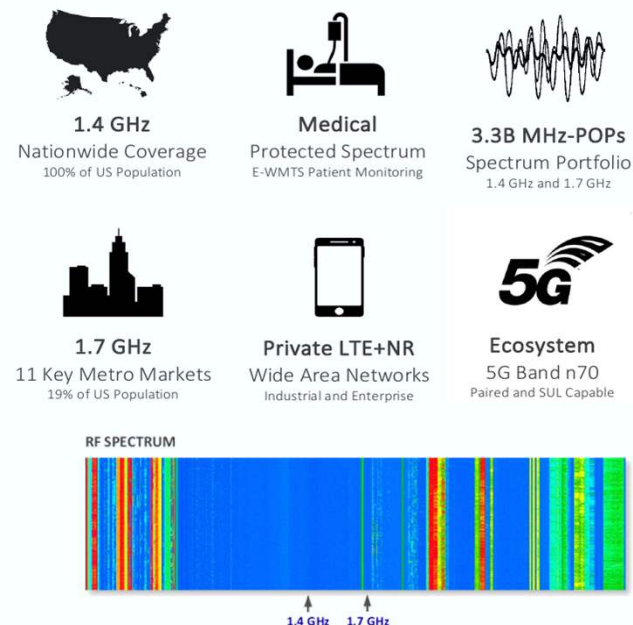 1.4 GHz
Nationwide Coverage
100% of US Population
Medical
Protected Spectrum
E-WMTS Patient Monitoring
3.3B MHz-POPs
Spectrum Portfolio
1.4 GHz and 1.7 GHz
1.7 GHz
11 Key Metro Markets
19% of US Population
Private LTE+NR
Wide Area Networks
Industrial and Enterprise
5G
Ecosystem
5G Band n70
Paired and SUL Capable
RF SPECTRUM
1.4 GHz
1.7 GHz